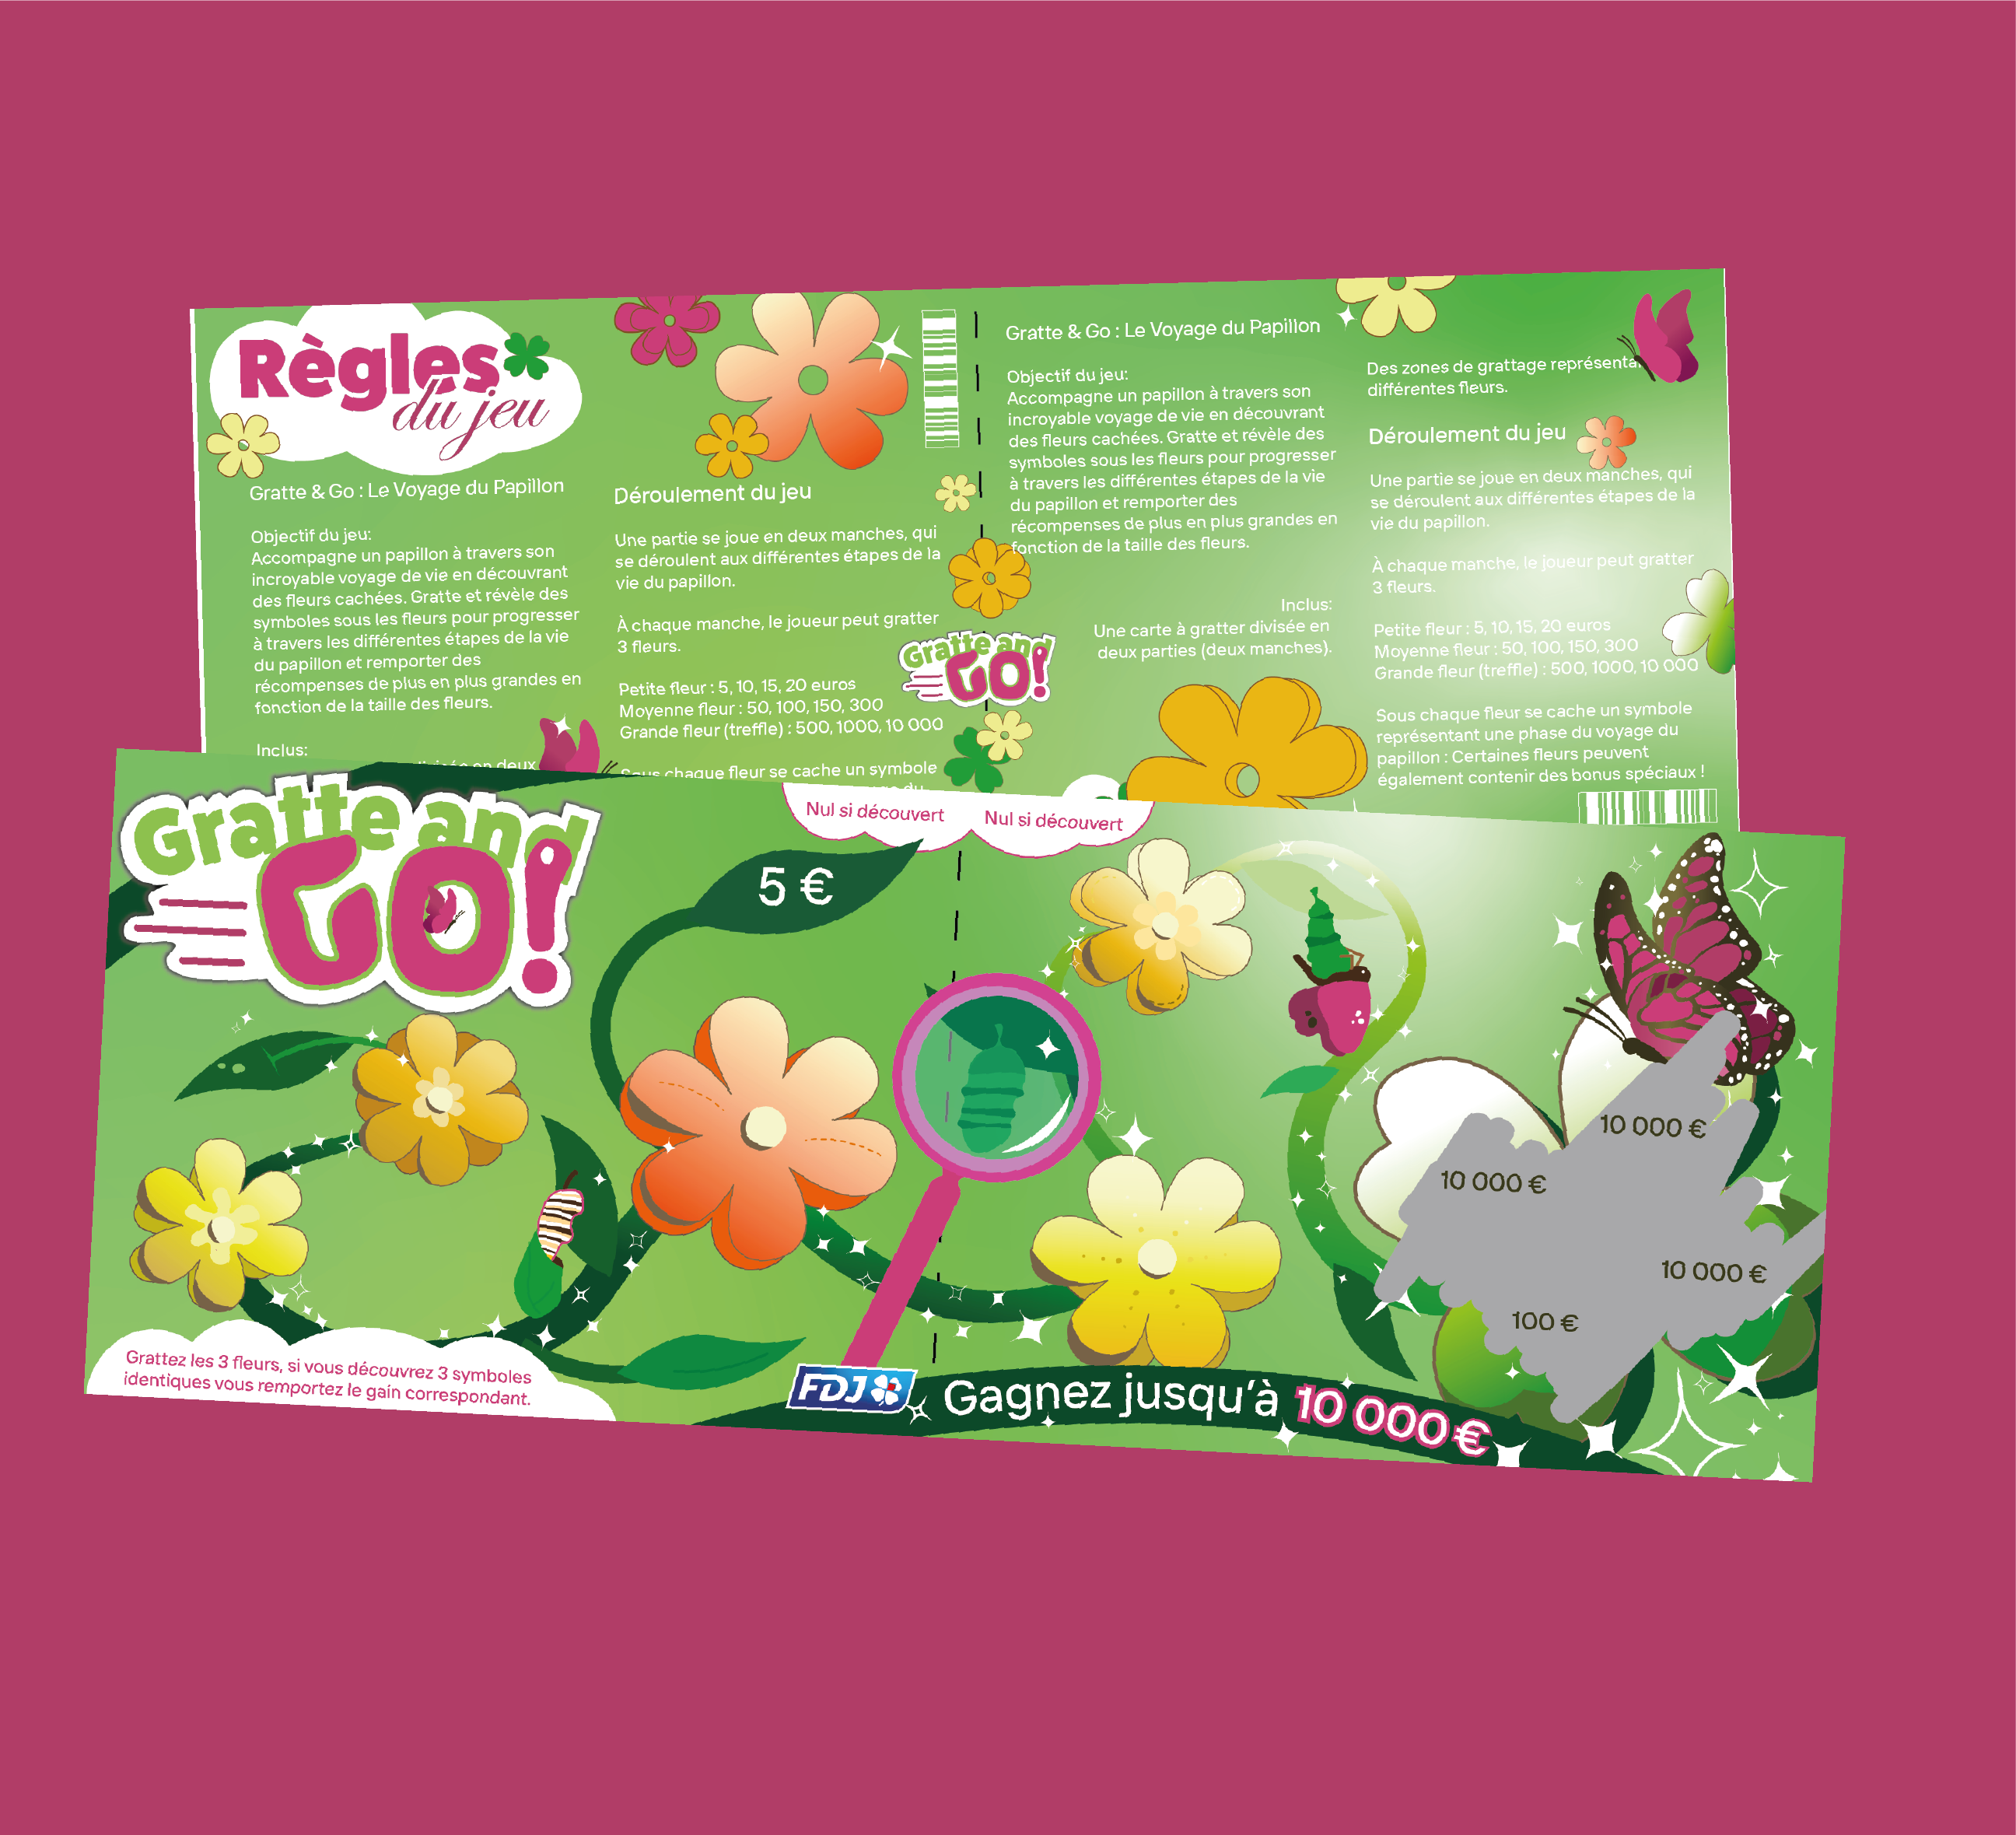 Règles
du jeu
Gratte & Go : Le Voyage du Papillon
Objectif du jeu:
Accompagne un papillon à travers son
incroyable voyage de vie en découvrant
des fleurs cachées. Gratte et révèle des
symboles sous les fleurs pour progresser
à travers les différentes étapes de la vie
du papillon et remporter des
récompenses de plus en plus grandes en
fonction de la taille des fleurs.
Inclus:
en deux
Déroulement du jeu
Une partie se joue en deux manches, qui
se déroulent aux différentes étapes de la
vie du papillon.
À chaque manche, le joueur peut gratter
3 fleurs.
Petite fleur : 5, 10, 15, 20 euros
Moyenne fleur : 50, 100, 150, 300
Grande fleur (treffle) : 500, 1000, 10 000
Sous chaque fleur se cache un symbole
du
Gratte and
GO!
Gratte & Go : Le Voyage du Papillon
Objectif du jeu:
Accompagne un papillon à travers son
incroyable voyage de vie en découvrant
des fleurs cachées. Gratte et révèle des
symboles sous les fleurs pour progresser
à travers les différentes étapes de la vie
du papillon et remporter des
récompenses de plus en plus grandes en
fonction de la taille des fleurs.
Inclus:
Une carte à gratter divisée en
deux parties (deux manches).
Des zones de grattage
différentes fleurs.
Déroulement du jeu
Une partie se joue en deux manches, qui
se déroulent aux différentes étapes de la
vie du papillon.
À chaque manche, le joueur peut gratter
3 fleurs.
Petite fleur : 5, 10, 15, 20 euros
Moyenne fleur : 50, 100, 150, 300
Grande fleur (treffle) : 500, 1000, 10 000
Sous chaque fleur se cache un symbole
représentant une phase du voyage du
papillon : Certaines fleurs peuvent
également contenir des bonus spéciaux !
Gratte and
GO!
Nul si découvert
Nul si découvert
5 €
10 000 €
10 000 €
10 000 €
100 €
Grattez les 3 fleurs, si vous découvrez 3 symboles
identiques vous remportez le gain correspondant.
FDJ
Gagnez jusqu'à 10 000 €